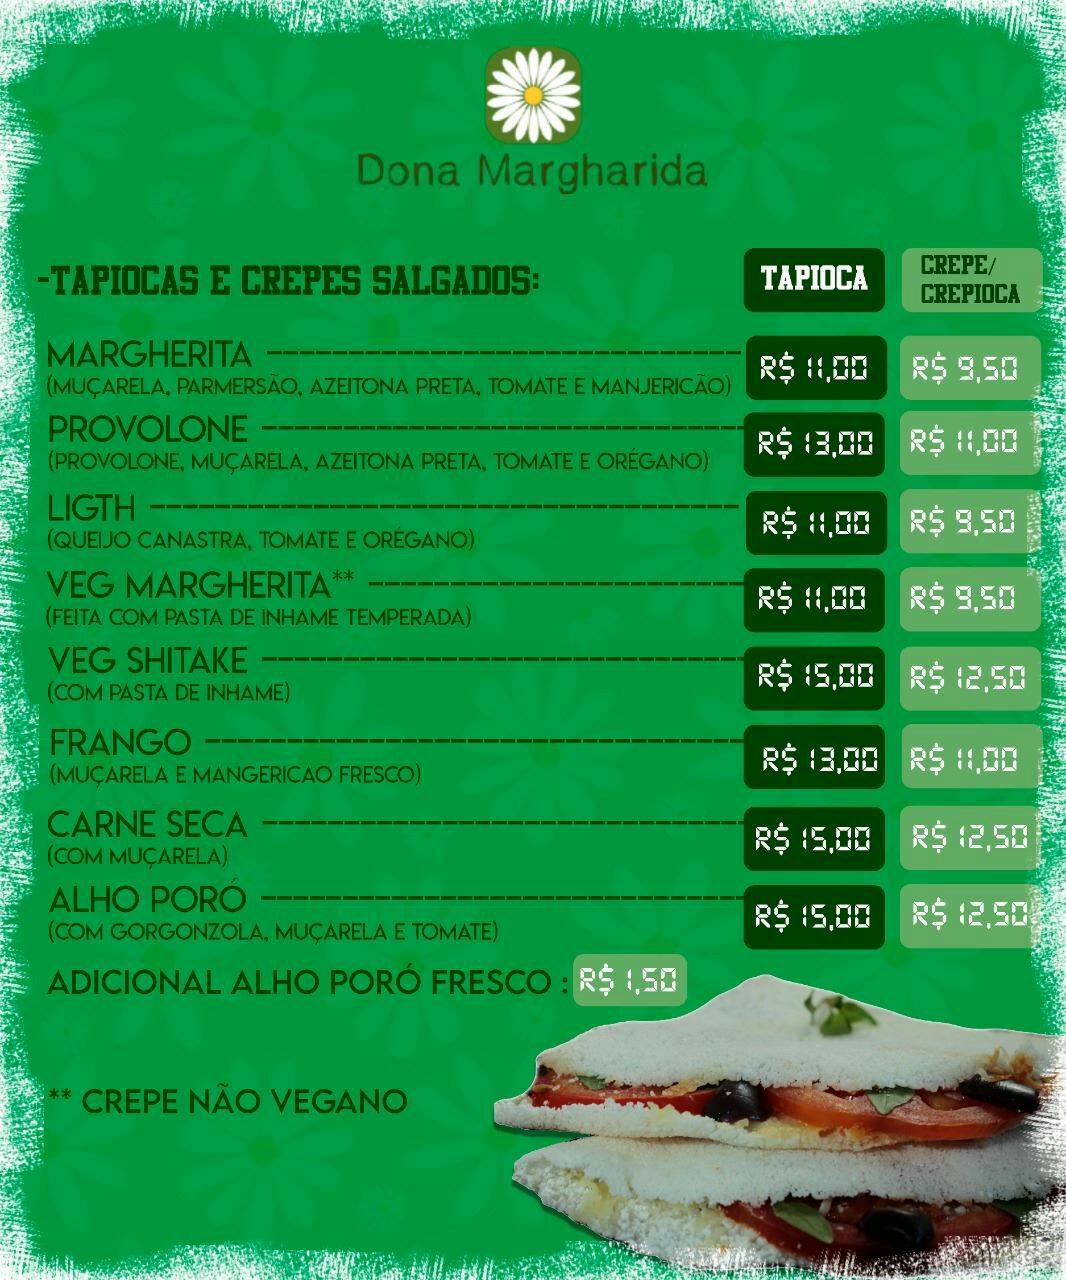 Dona Margharida
-TAPIOCAS E CREPES SALGADOS: TAPIOCA CREPE/
CREPIOCA
MARGHERITA R$ 11,00 R$ 9,50
(MUÇARELA, PARMERSÃO, AZEITONA PRETA, TOMATE E MANJERICÃO)
PROVOLONE R$ 13,00 R$ 11,00
(PROVOLONE, MUÇARELA, AZEITONA PRETA, TOMATE E ORÉGANO)
LIGTH R$ 11,00 R$ 9,50
(QUEIJO CANASTRA, TOMATE E ORÉGANO)
VEG MARGHERITA** R$ 11,00 R$ 9,50
(FEITA COM PASTA DE INHAME TEMPERADA)
VEG SHITAKE R$ 15,00 R$ 12,50
(COM PASTA DE INHAME)
FRANGO R$ 13,00 R$ 11,00
(MUÇARELA E MANGERICAO FRESCO)
CARNE SECA R$ 15,00 R$ 12,50
(COM MUÇARELA)
ALHO PORÓ R$ 15,00 R$ 12,50
(COM GORGONZOLA, MUÇARELA E TOMATE)
ADICIONAL ALHO PORÓ FRESCO : R$ 1,50
** CREPE NÃO VEGANO